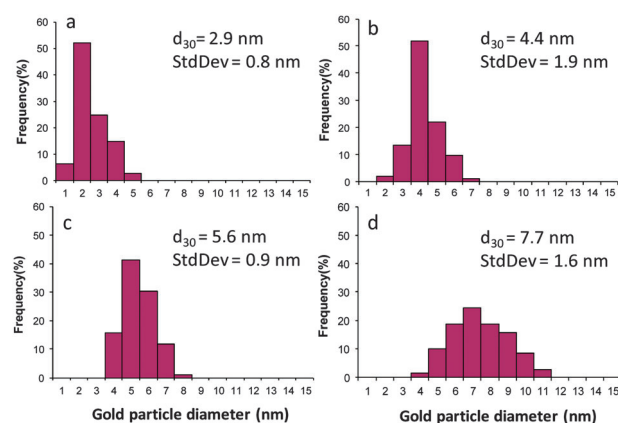 a
d30 = 2.9 nm
StdDev = 0.8 nm
Frequency(%)
60
50
40
30
20
10
0
1 2 3 4 5 6 7 8 9 10 11 12 13 14 15
b
d30 = 4.4 nm
StdDev = 1.9 nm
Frequency(%)
60
50
40
30
20
10
0
1 2 3 4 5 6 7 8 9 10 11 12 13 14 15
c
d30 = 5.6 nm
StdDev = 0.9 nm
Frequency(%)
60
50
40
30
20
10
0
1 2 3 4 5 6 7 8 9 10 11 12 13 14 15
Gold particle diameter (nm)
d
d30 = 7.7 nm
StdDev = 1.6 nm
Frequency(%)
60
50
40
30
20
10
0
1 2 3 4 5 6 7 8 9 10 11 12 13 14 15
Gold particle diameter (nm)